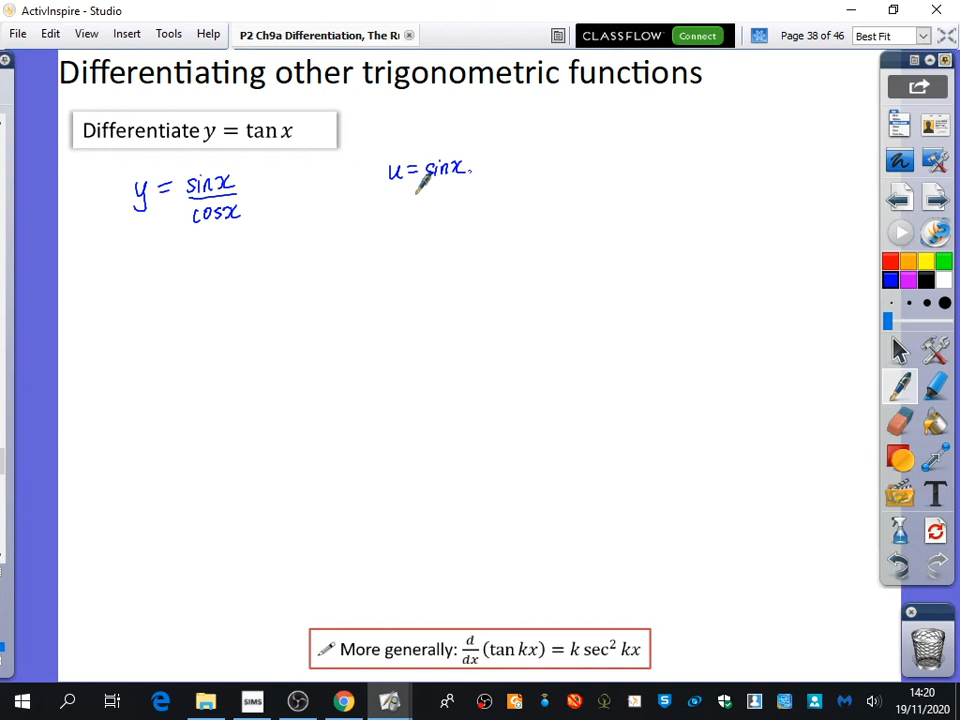 ActivInspire - Studio
File Edit View Insert Tools Help
P2 Ch9a Differentiation, The Ru
CLASSFLOW Connect
Page 38 of 46
Best Fit
Differentiating other trigonometric functions
Differentiate y = tan x
y = sinx / cosx
u = sinx.
More generally: d/dx (tan kx) = k sec² kx
T
SIMS
14:20
19/11/2020